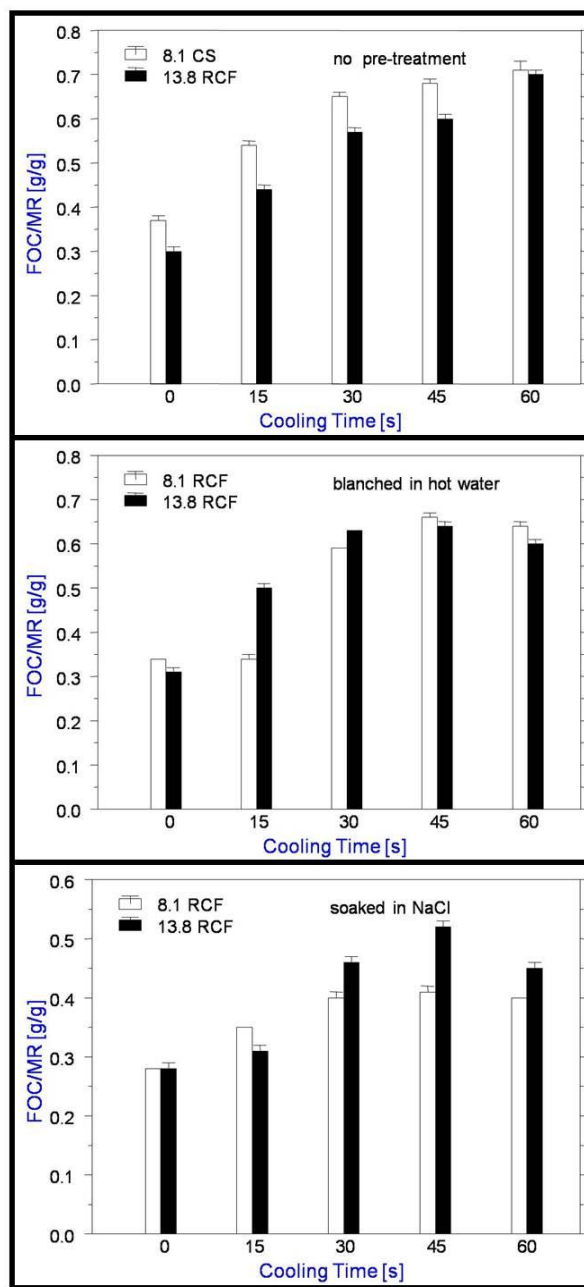 0.8
8.1 CS
no pre-treatment
13.8 RCF
0.7
0.6
0.5
0.4
0.3
0.2
0.1
0.0
FOC/MR [g/g]
0 15 30 45 60
Cooling Time [s]
0.8
8.1 RCF
blanched in hot water
13.8 RCF
0.7
0.6
0.5
0.4
0.3
0.2
0.1
0.0
FOC/MR [g/g]
0 15 30 45 60
Cooling Time [s]
0.6
8.1 RCF
soaked in NaCl
13.8 RCF
0.5
0.4
0.3
0.2
0.1
0.0
FOC/MR [g/g]
0 15 30 45 60
Cooling Time [s]